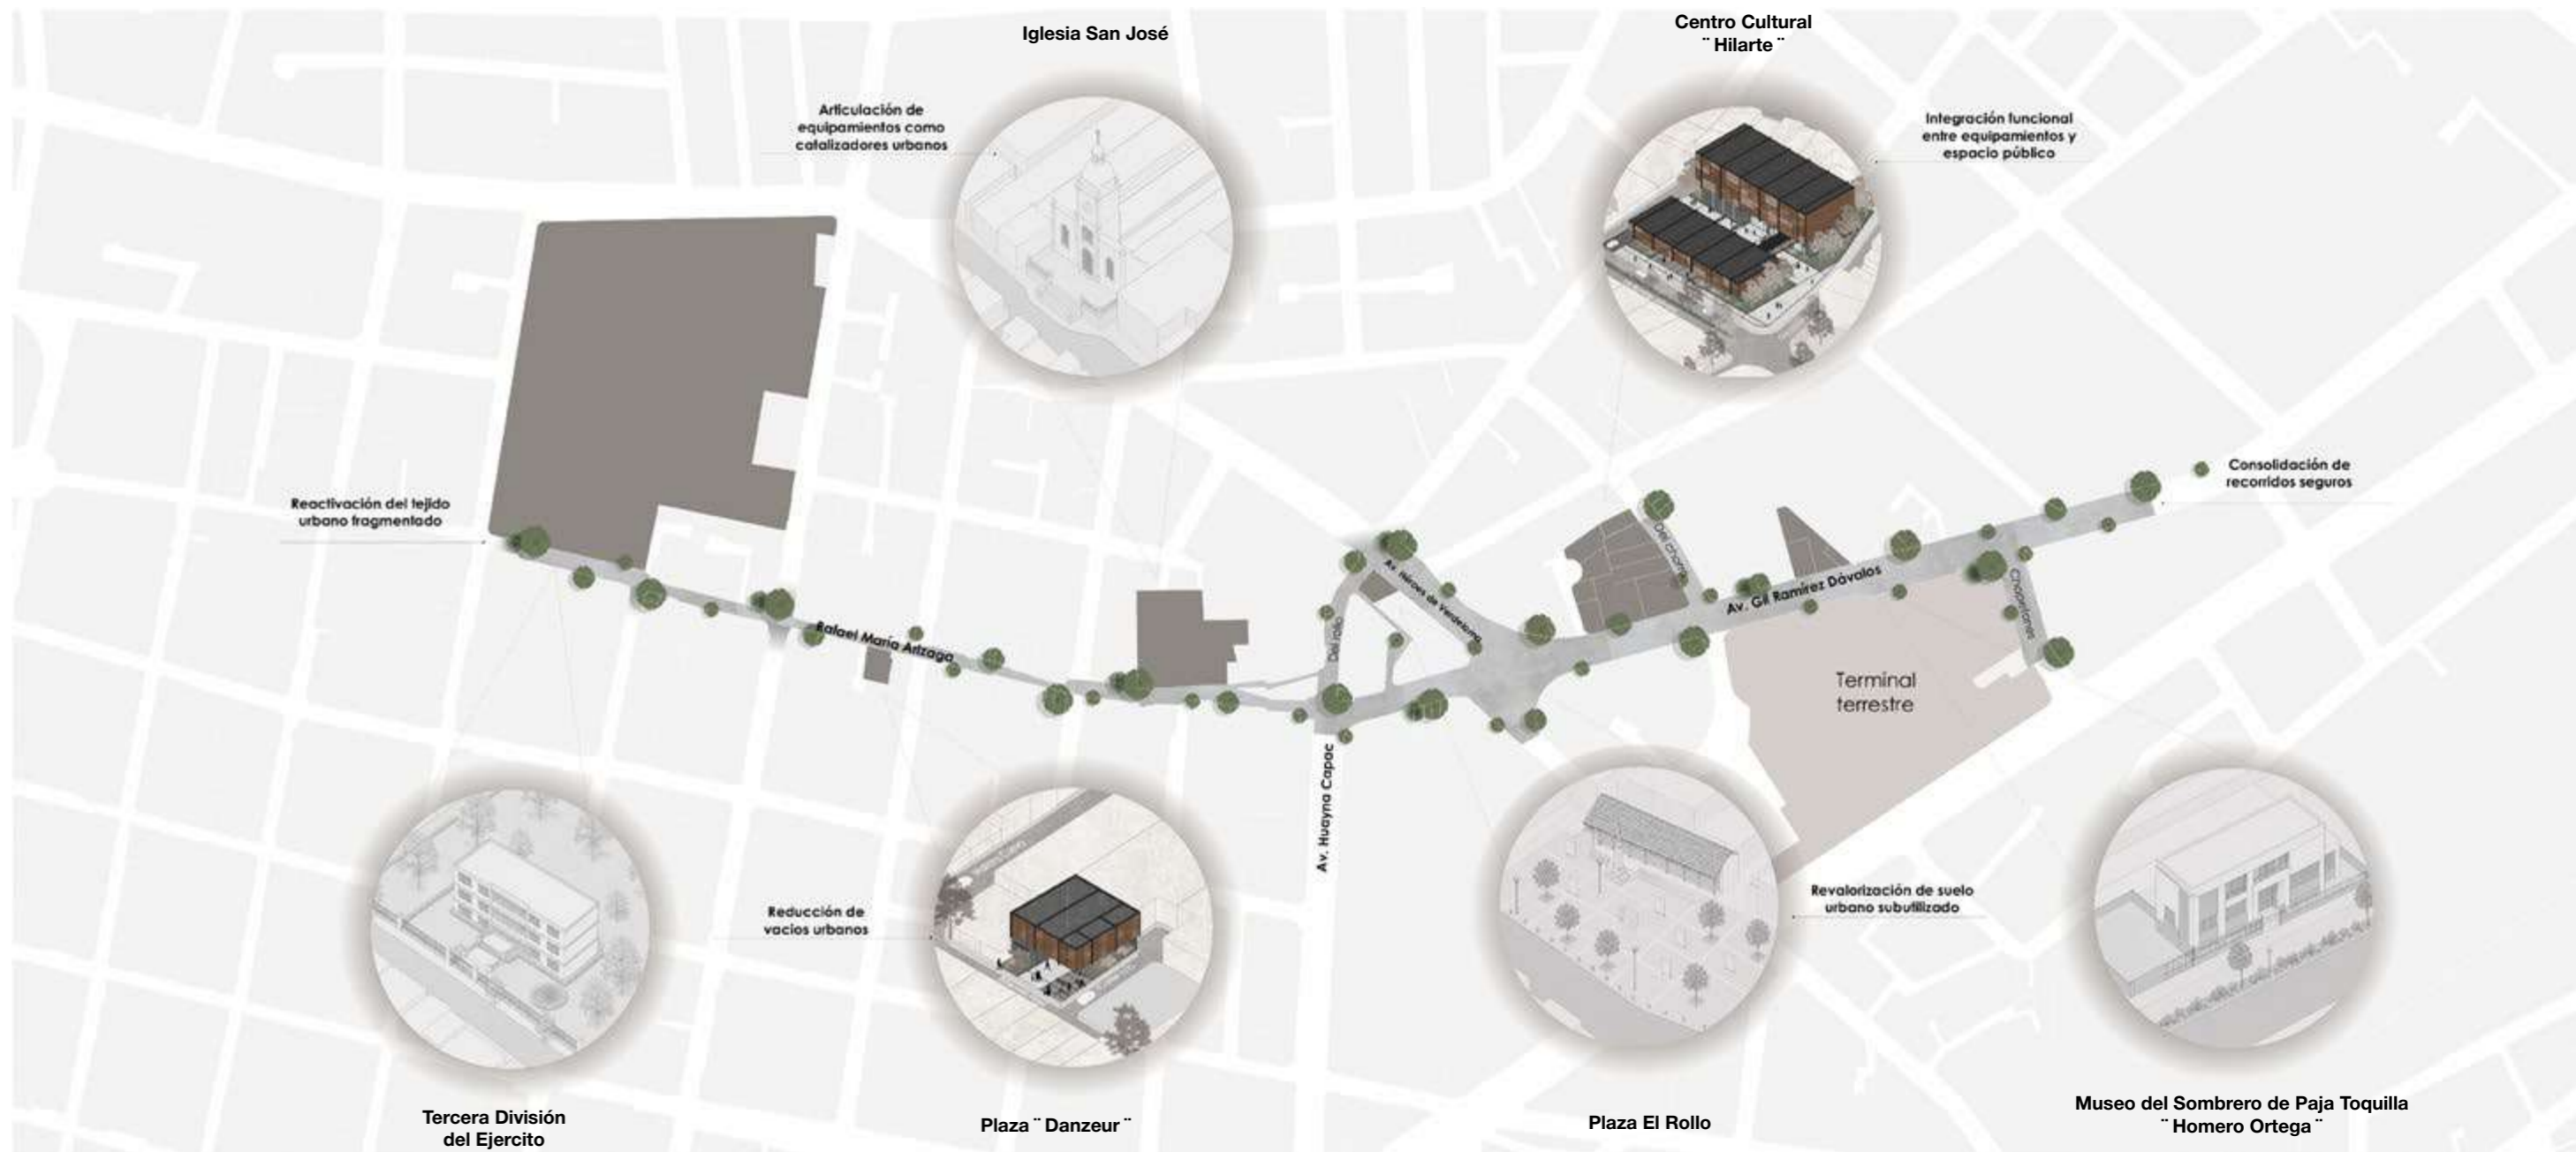 Iglesia San José
Centro Cultural
¨ Hilarte ¨
Articulación de
equipamientos como
catalizadores urbanos
Integración funcional
entre equipamientos y
espacio público
Reactivación del tejido
urbano fragmentado
Consolidación de
recorridos seguros
Rafael María Arizaga
Del rollo
Av. Héroes de Verdeloma
Del chorro
Av. Gil Ramírez Dávalos
Chapetones
Terminal
terrestre
Av. Huayna Capac
Reducción de
vacios urbanos
Revalorización de suelo
urbano subutilizado
Tercera División
del Ejercito
Plaza ¨ Danzeur ¨
Plaza El Rollo
Museo del Sombrero de Paja Toquilla
¨ Homero Ortega ¨